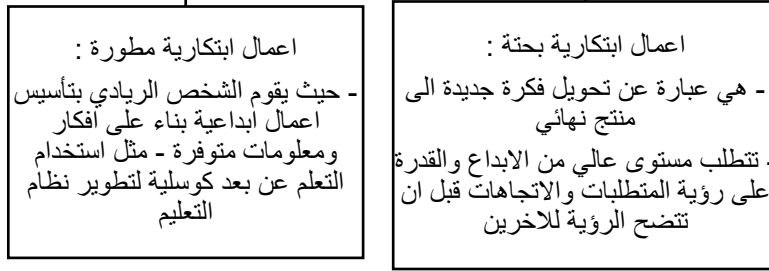 اعمال ابتكارية بحتة :
- هي عبارة عن تحويل فكرة جديدة الى
منتج نهائي
- تتطلب مستوى عالي من الابداع والقدرة
على رؤية المتطلبات والاتجاهات قبل ان
تتضح الرؤية للاخرين
اعمال ابتكارية مطورة :
- حيث يقوم الشخص الريادي بتأسيس
اعمال ابداعية بناء على افكار
ومعلومات متوفرة - مثل استخدام
التعلم عن بعد كوسلية لتطوير نظام
التعليم